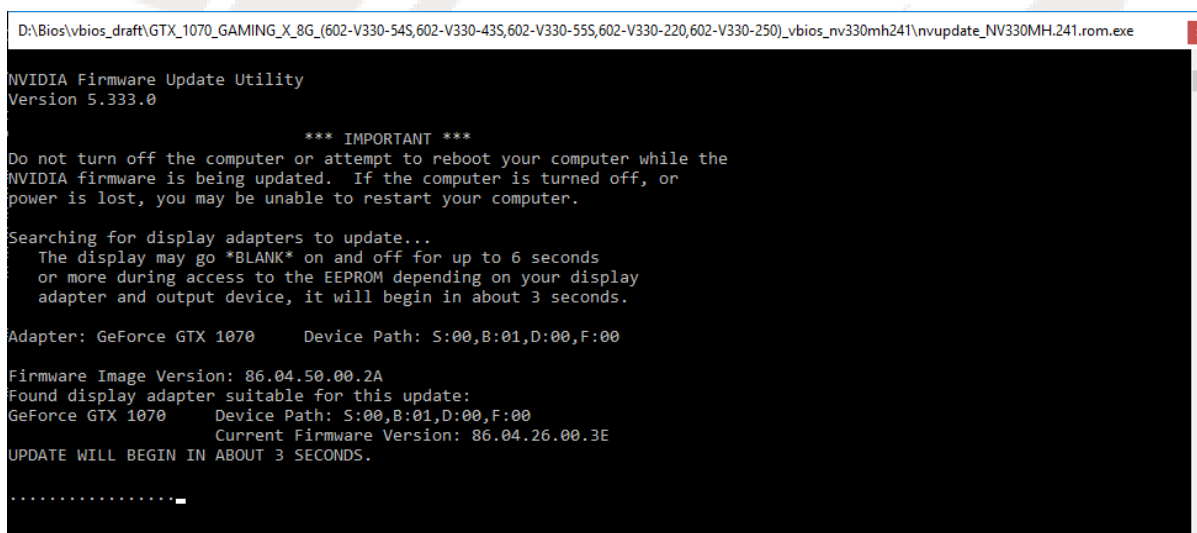 D:\Bios\vbios_draft\GTX_1070_GAMING_X_8G_(602-V330-54S,602-V330-43S,602-V330-55S,602-V330-220,602-V330-250)_vbios_nv330mh241\nvupdate_NV330MH.241.rom.exe
NVIDIA Firmware Update Utility
Version 5.333.0
*** IMPORTANT ***
Do not turn off the computer or attempt to reboot your computer while the
NVIDIA firmware is being updated.  If the computer is turned off, or
power is lost, you may be unable to restart your computer.
Searching for display adapters to update...
The display may go *BLANK* on and off for up to 6 seconds
or more during access to the EEPROM depending on your display
adapter and output device, it will begin in about 3 seconds.
Adapter: GeForce GTX 1070     Device Path: S:00,B:01,D:00,F:00
Firmware Image Version: 86.04.50.00.2A
Found display adapter suitable for this update:
GeForce GTX 1070     Device Path: S:00,B:01,D:00,F:00
Current Firmware Version: 86.04.26.00.3E
UPDATE WILL BEGIN IN ABOUT 3 SECONDS.
.................